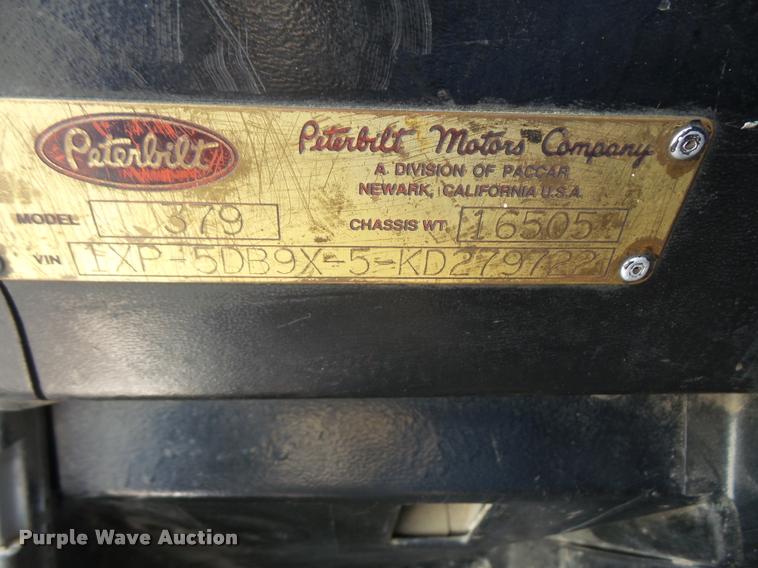 Peterbilt
Peterbilt Motors Company
A DIVISION OF PACCAR
NEWARK, CALIFORNIA U.S.A.
MODEL 379 CHASSIS WT. 16505
VIN 1XP-5DB9X-5-KD279722
Purple Wave Auction